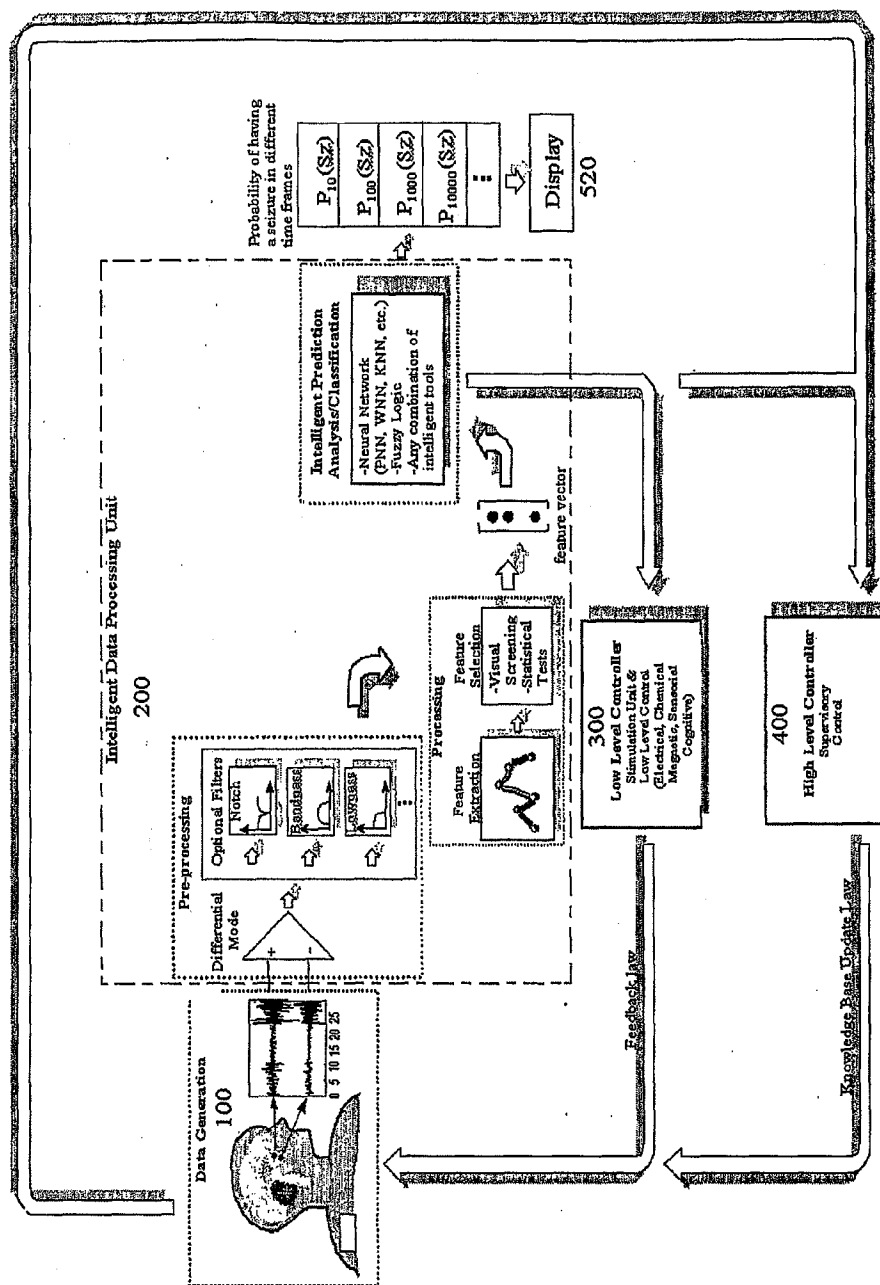 Data Generation
100
0 5 10 15 20 25
Intelligent Data Processing Unit
200
Pre-processing
Differential
Mode
+
-
Optional Filters
Notch
Bandpass
Lowpass
Processing
Feature
Extraction
Feature
Selection
-Visual
Screening
-Statistical
Tests
feature vector
Intelligent Prediction
Analysis/Classification
-Neural Network
(PNN, WNN, KNN, etc.)
-Fuzzy Logic
-Any combination of
intelligent tools
Probability of having
a seizure in different
time frames
P10(SZ)
P100(SZ)
P1000(SZ)
P10000(SZ)
Display
520
300
Low Level Controller
Stimulation Unit &
Low Level Control
(Electrical, Chemical
Magnetic, Sensorial
Cognitive)
Feedback law
400
High Level Controller
Supervisory
Control
Knowledge Base Update Law